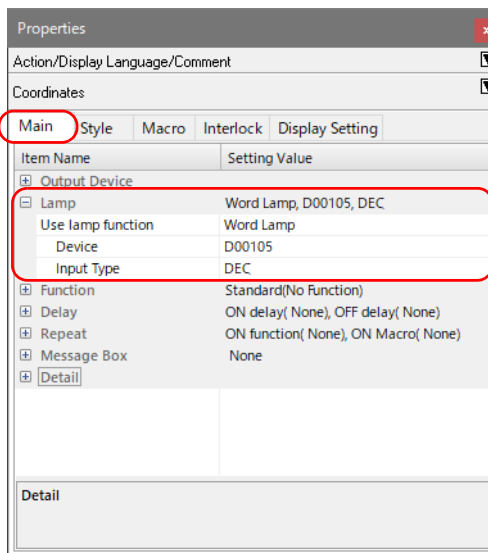 Properties
Action/Display Language/Comment
Coordinates
Main Style Macro Interlock Display Setting
Item Name Setting Value
Output Device
Lamp Word Lamp, D00105, DEC
Use lamp function Word Lamp
Device D00105
Input Type DEC
Function Standard(No Function)
Delay ON delay( None), OFF delay( None)
Repeat ON function( None), ON Macro( None)
Message Box None
Detail
Detail